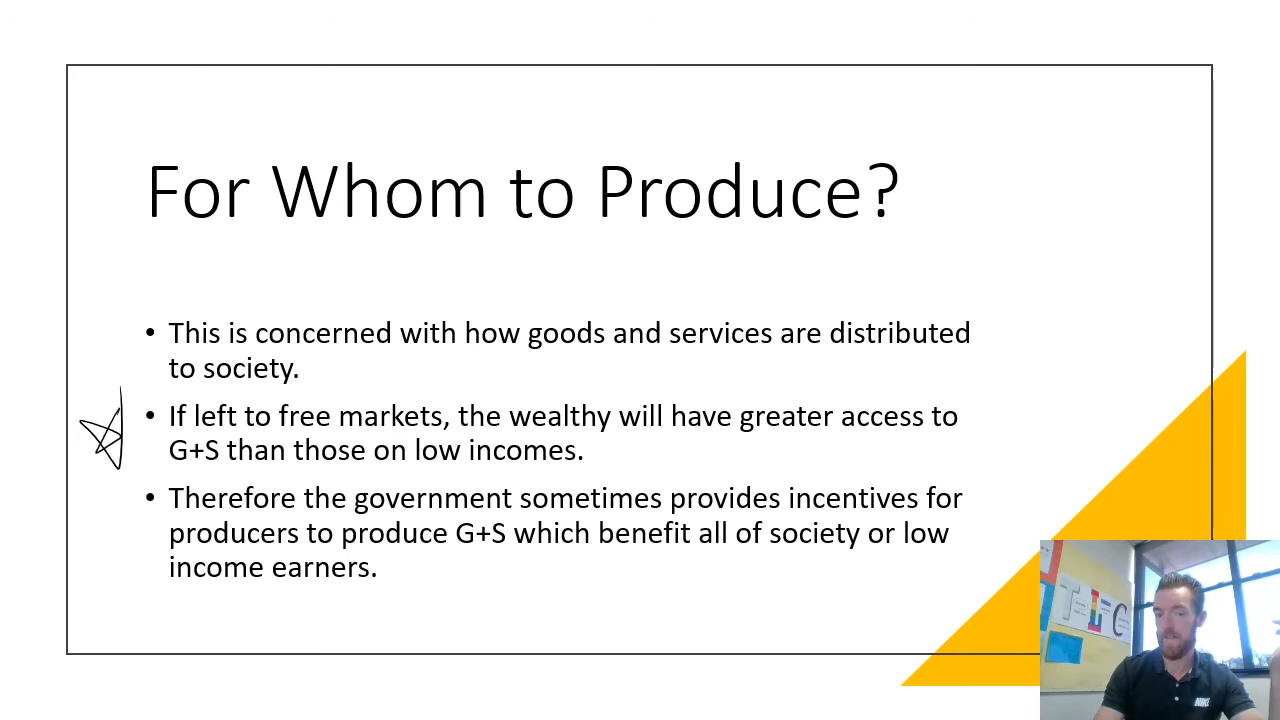 For Whom to Produce?
• This is concerned with how goods and services are distributed
to society.
• If left to free markets, the wealthy will have greater access to
G+S than those on low incomes.
• Therefore the government sometimes provides incentives for
producers to produce G+S which benefit all of society or low
income earners.
NIKE